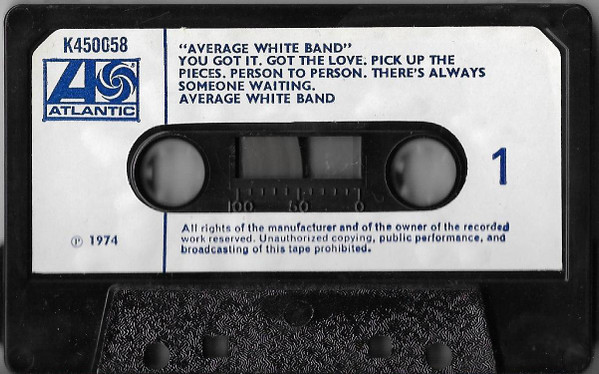 K450058
"AVERAGE WHITE BAND"
YOU GOT IT. GOT THE LOVE. PICK UP THE
PIECES. PERSON TO PERSON. THERE'S ALWAYS
SOMEONE WAITING.
AVERAGE WHITE BAND
ATLANTIC
1
100 50 0
All rights of the manufacturer and of the owner of the recorded
work reserved. Unauthorized copying, public performance, and
broadcasting of this tape prohibited.
℗ 1974